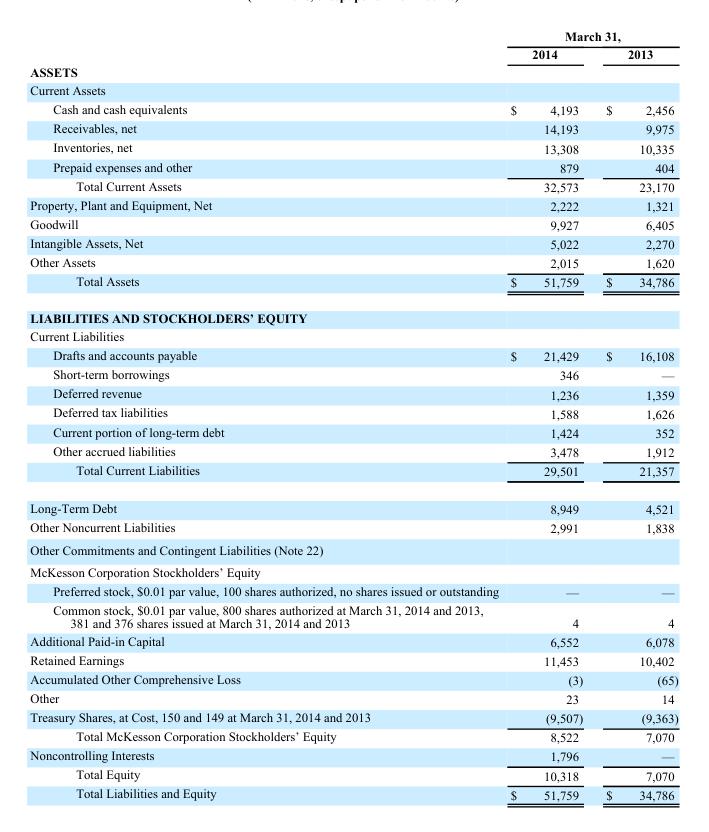 March 31,
2014 2013
ASSETS
Current Assets
Cash and cash equivalents $ 4,193 $ 2,456
Receivables, net 14,193 9,975
Inventories, net 13,308 10,335
Prepaid expenses and other 879 404
Total Current Assets 32,573 23,170
Property, Plant and Equipment, Net 2,222 1,321
Goodwill 9,927 6,405
Intangible Assets, Net 5,022 2,270
Other Assets 2,015 1,620
Total Assets $ 51,759 $ 34,786
LIABILITIES AND STOCKHOLDERS’ EQUITY
Current Liabilities
Drafts and accounts payable $ 21,429 $ 16,108
Short-term borrowings 346 —
Deferred revenue 1,236 1,359
Deferred tax liabilities 1,588 1,626
Current portion of long-term debt 1,424 352
Other accrued liabilities 3,478 1,912
Total Current Liabilities 29,501 21,357
Long-Term Debt 8,949 4,521
Other Noncurrent Liabilities 2,991 1,838
Other Commitments and Contingent Liabilities (Note 22)
McKesson Corporation Stockholders’ Equity
Preferred stock, $0.01 par value, 100 shares authorized, no shares issued or outstanding — —
Common stock, $0.01 par value, 800 shares authorized at March 31, 2014 and 2013,
381 and 376 shares issued at March 31, 2014 and 2013 4 4
Additional Paid-in Capital 6,552 6,078
Retained Earnings 11,453 10,402
Accumulated Other Comprehensive Loss (3) (65)
Other 23 14
Treasury Shares, at Cost, 150 and 149 at March 31, 2014 and 2013 (9,507) (9,363)
Total McKesson Corporation Stockholders’ Equity 8,522 7,070
Noncontrolling Interests 1,796 —
Total Equity 10,318 7,070
Total Liabilities and Equity $ 51,759 $ 34,786